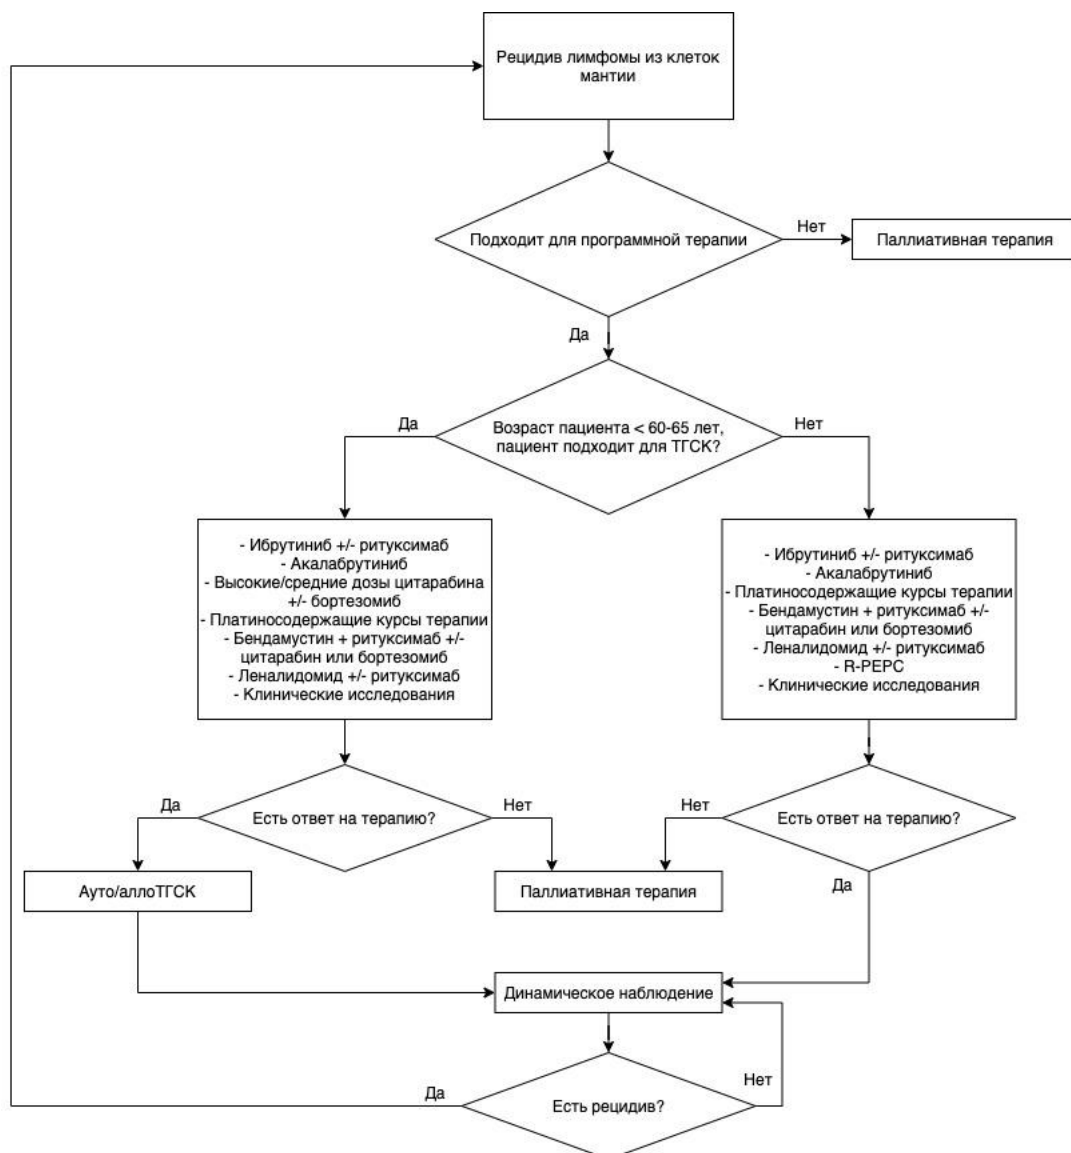 Рецидив лимфомы из клеток
мантии
Подходит для программной терапии
Нет
Паллиативная терапия
Да
Возраст пациента < 60-65 лет,
пациент подходит для ТГСК?
Да
Нет
- Ибрутиниб +/- ритуксимаб
- Акалабрутиниб
- Высокие/средние дозы цитарабина
+/- бортезомиб
- Платиносодержащие курсы терапии
- Бендамустин + ритуксимаб +/-
цитарабин или бортезомиб
- Леналидомид +/- ритуксимаб
- Клинические исследования
- Ибрутиниб +/- ритуксимаб
- Акалабрутиниб
- Платиносодержащие курсы терапии
- Бендамустин + ритуксимаб +/-
цитарабин или бортезомиб
- Леналидомид +/- ритуксимаб
- R-PEPC
- Клинические исследования
Да
Есть ответ на терапию?
Нет
Нет
Есть ответ на терапию?
Да
Ауто/аллоТГСК
Паллиативная терапия
Динамическое наблюдение
Да
Есть рецидив?
Нет